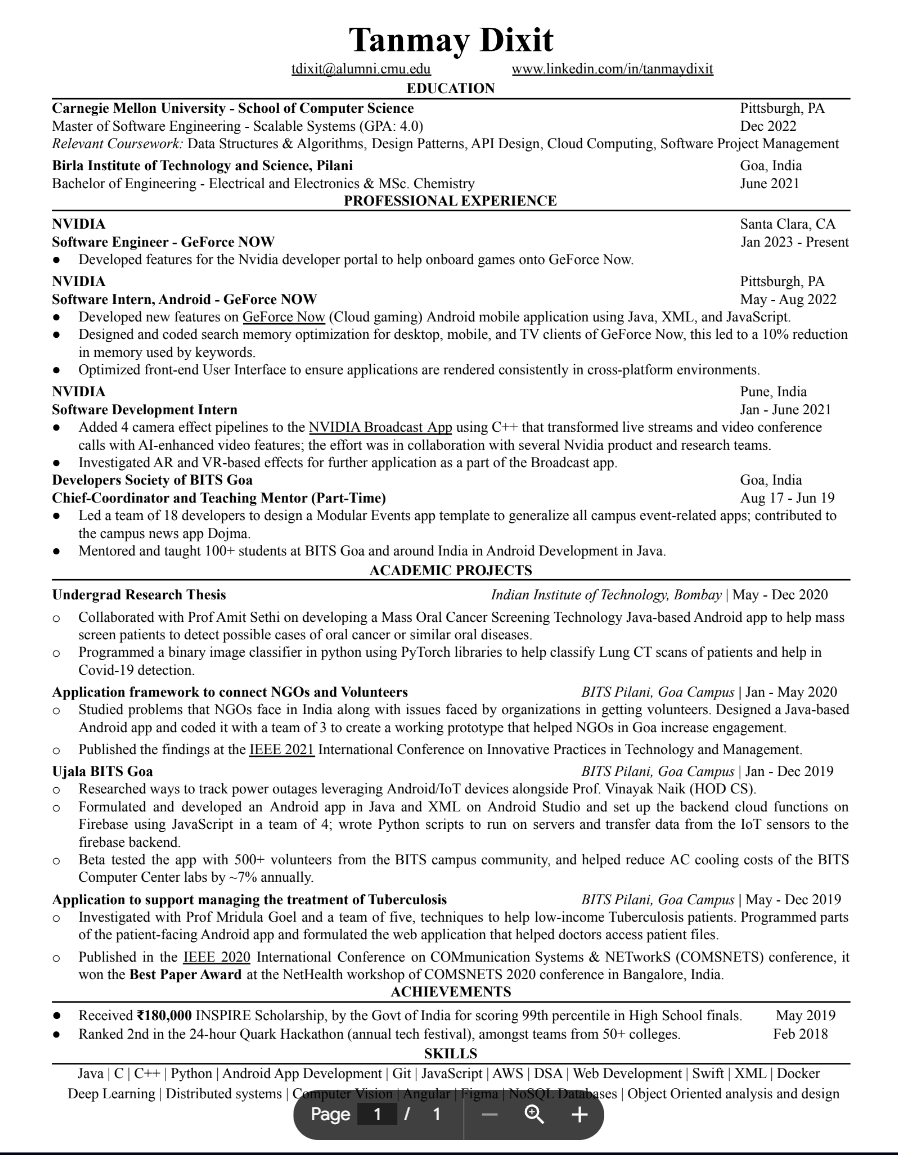 Tanmay Dixit
tdixit@alumni.cmu.edu www.linkedin.com/in/tanmaydixit
EDUCATION
Carnegie Mellon University - School of Computer Science Pittsburgh, PA
Master of Software Engineering - Scalable Systems (GPA: 4.0) Dec 2022
Relevant Coursework: Data Structures & Algorithms, Design Patterns, API Design, Cloud Computing, Software Project Management
Birla Institute of Technology and Science, Pilani Goa, India
Bachelor of Engineering - Electrical and Electronics & MSc. Chemistry June 2021
PROFESSIONAL EXPERIENCE
NVIDIA Santa Clara, CA
Software Engineer - GeForce NOW Jan 2023 - Present
● Developed features for the Nvidia developer portal to help onboard games onto GeForce Now.
NVIDIA Pittsburgh, PA
Software Intern, Android - GeForce NOW May - Aug 2022
● Developed new features on GeForce Now (Cloud gaming) Android mobile application using Java, XML, and JavaScript.
● Designed and coded search memory optimization for desktop, mobile, and TV clients of GeForce Now, this led to a 10% reduction
in memory used by keywords.
● Optimized front-end User Interface to ensure applications are rendered consistently in cross-platform environments.
NVIDIA Pune, India
Software Development Intern Jan - June 2021
● Added 4 camera effect pipelines to the NVIDIA Broadcast App using C++ that transformed live streams and video conference
calls with AI-enhanced video features; the effort was in collaboration with several Nvidia product and research teams.
● Investigated AR and VR-based effects for further application as a part of the Broadcast app.
Developers Society of BITS Goa Goa, India
Chief-Coordinator and Teaching Mentor (Part-Time) Aug 17 - Jun 19
● Led a team of 18 developers to design a Modular Events app template to generalize all campus event-related apps; contributed to
the campus news app Dojma.
● Mentored and taught 100+ students at BITS Goa and around India in Android Development in Java.
ACADEMIC PROJECTS
Undergrad Research Thesis Indian Institute of Technology, Bombay | May - Dec 2020
o Collaborated with Prof Amit Sethi on developing a Mass Oral Cancer Screening Technology Java-based Android app to help mass
screen patients to detect possible cases of oral cancer or similar oral diseases.
o Programmed a binary image classifier in python using PyTorch libraries to help classify Lung CT scans of patients and help in
Covid-19 detection.
Application framework to connect NGOs and Volunteers BITS Pilani, Goa Campus | Jan - May 2020
o Studied problems that NGOs face in India along with issues faced by organizations in getting volunteers. Designed a Java-based
Android app and coded it with a team of 3 to create a working prototype that helped NGOs in Goa increase engagement.
o Published the findings at the IEEE 2021 International Conference on Innovative Practices in Technology and Management.
Ujala BITS Goa BITS Pilani, Goa Campus | Jan - Dec 2019
o Researched ways to track power outages leveraging Android/IoT devices alongside Prof. Vinayak Naik (HOD CS).
o Formulated and developed an Android app in Java and XML on Android Studio and set up the backend cloud functions on
Firebase using JavaScript in a team of 4; wrote Python scripts to run on servers and transfer data from the IoT sensors to the
firebase backend.
o Beta tested the app with 500+ volunteers from the BITS campus community, and helped reduce AC cooling costs of the BITS
Computer Center labs by ~7% annually.
Application to support managing the treatment of Tuberculosis BITS Pilani, Goa Campus | May - Dec 2019
o Investigated with Prof Mridula Goel and a team of five, techniques to help low-income Tuberculosis patients. Programmed parts
of the patient-facing Android app and formulated the web application that helped doctors access patient files.
o Published in the IEEE 2020 International Conference on COMmunication Systems & NETworkS (COMSNETS) conference, it
won the Best Paper Award at the NetHealth workshop of COMSNETS 2020 conference in Bangalore, India.
ACHIEVEMENTS
● Received ₹180,000 INSPIRE Scholarship, by the Govt of India for scoring 99th percentile in High School finals. May 2019
● Ranked 2nd in the 24-hour Quark Hackathon (annual tech festival), amongst teams from 50+ colleges. Feb 2018
SKILLS
Java | C | C++ | Python | Android App Development | Git | JavaScript | AWS | DSA | Web Development | Swift | XML | Docker
Deep Learning | Distributed systems | Computer Vision | Angular | Figma | NoSQL Databases | Object Oriented analysis and design
Page 1 / 1